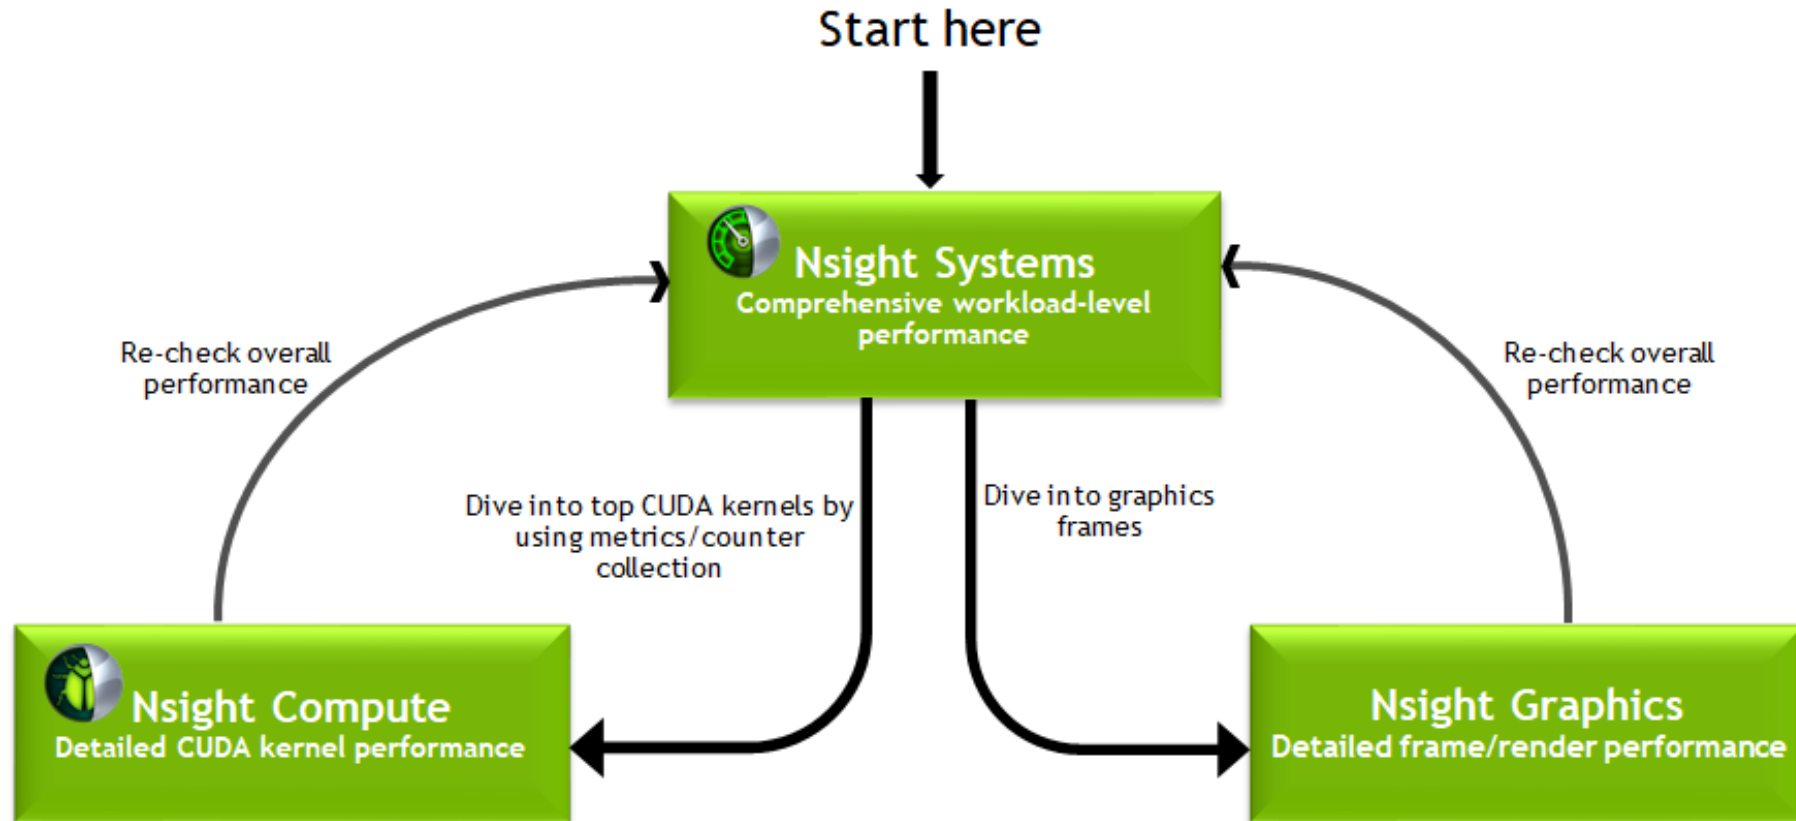 Start here
Nsight Systems
Comprehensive workload-level
performance
Re-check overall
performance
Re-check overall
performance
Dive into top CUDA kernels by
using metrics/counter
collection
Dive into graphics
frames
Nsight Compute
Detailed CUDA kernel performance
Nsight Graphics
Detailed frame/render performance